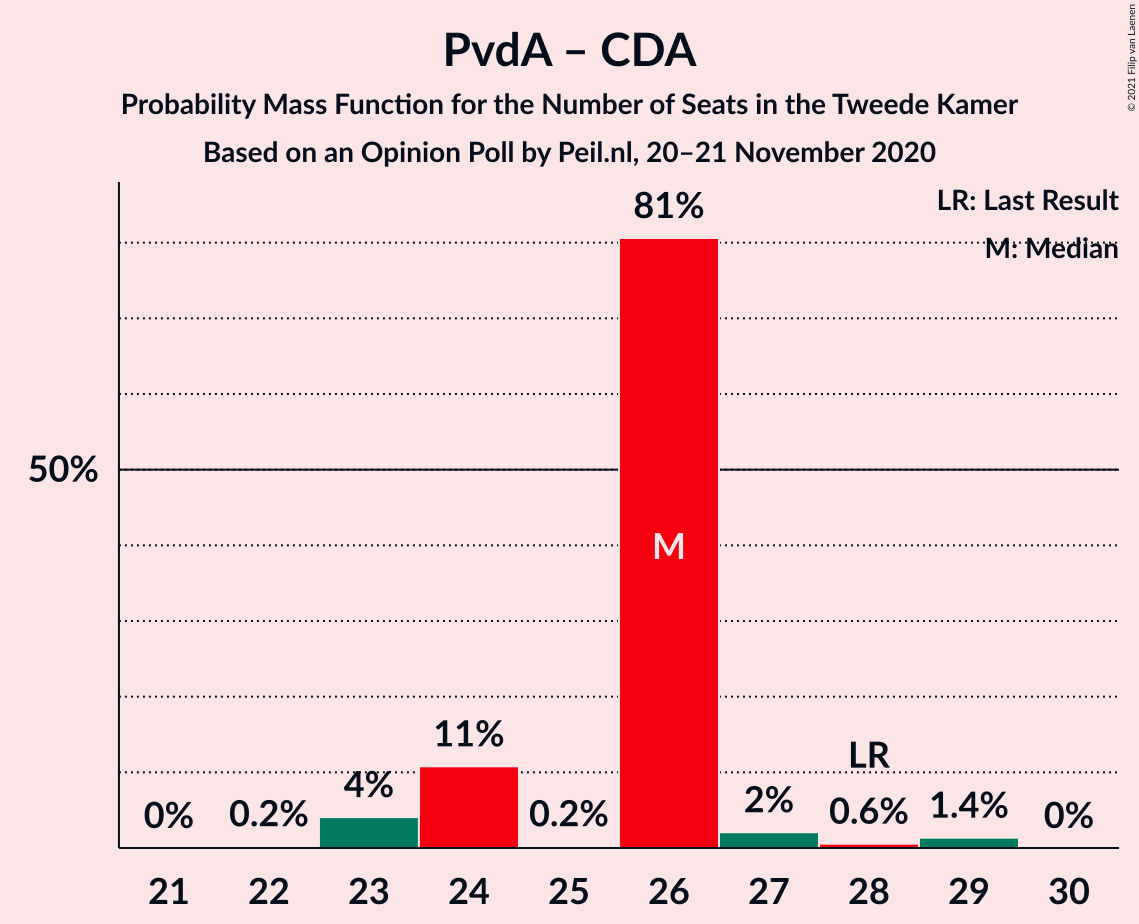 PvdA – CDA
Probability Mass Function for the Number of Seats in the Tweede Kamer
Based on an Opinion Poll by Peil.nl, 20–21 November 2020
© 2021 Filip van Laenen
LR: Last Result
M: Median
50%
0%
0.2%
4%
11%
0.2%
81%
M
2%
LR
0.6%
1.4%
0%
21 22 23 24 25 26 27 28 29 30